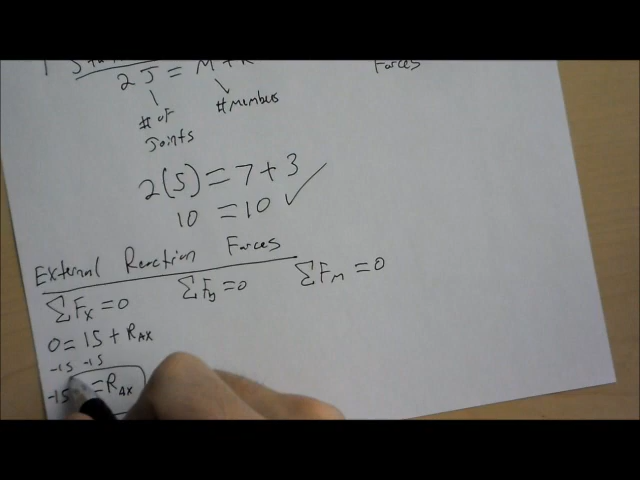 2J = M + R
Forces
# of
Joints
# members
2(5) = 7 + 3
10 = 10 ✓
External Reaction Forces
ΣFx = 0
ΣFy = 0
ΣFm = 0
0 = 15 + RAX
-15 -15
-15 = RAX